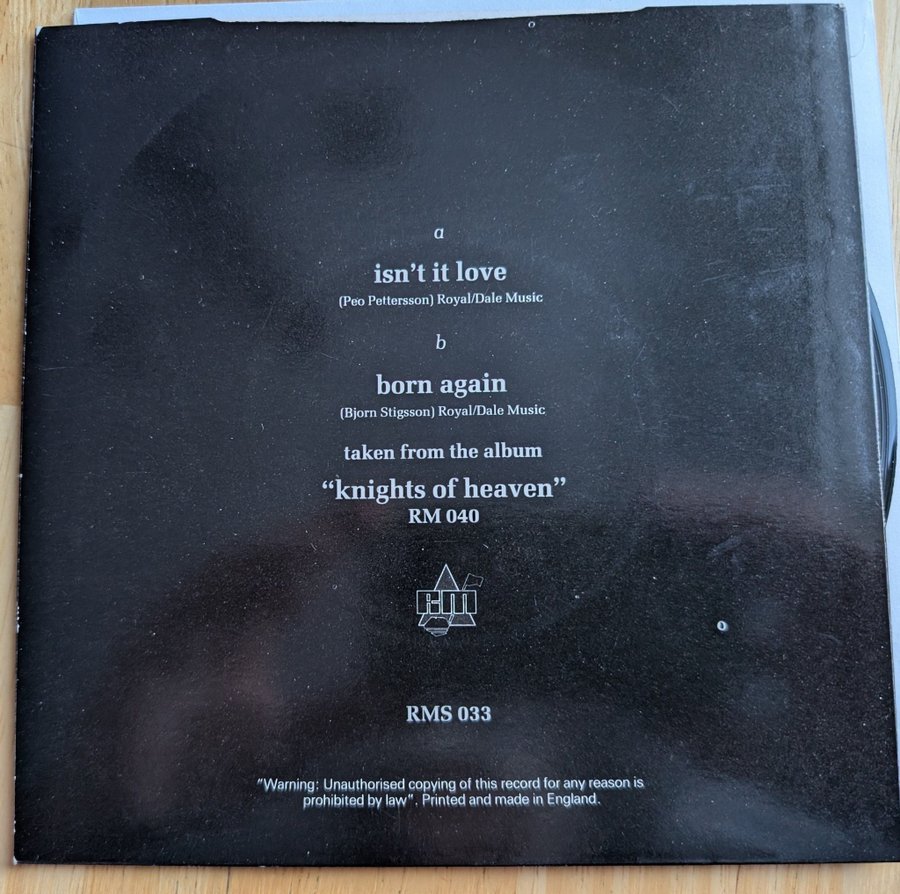 a
isn't it love
(Peo Pettersson) Royal/Dale Music
b
born again
(Bjorn Stigsson) Royal/Dale Music
taken from the album
“knights of heaven”
RM 040
RM
RMS 033
"Warning: Unauthorised copying of this record for any reason is
prohibited by law". Printed and made in England.